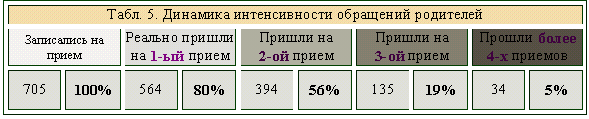 Табл. 5. Динамика интенсивности обращений родителей
Записались на Реально пришли Пришли на Пришли на Прошли более
прием на 1-ый прием 2-ой прием 3-ой прием 4-х приемов
705 100% 564 80% 394 56% 135 19% 34 5%